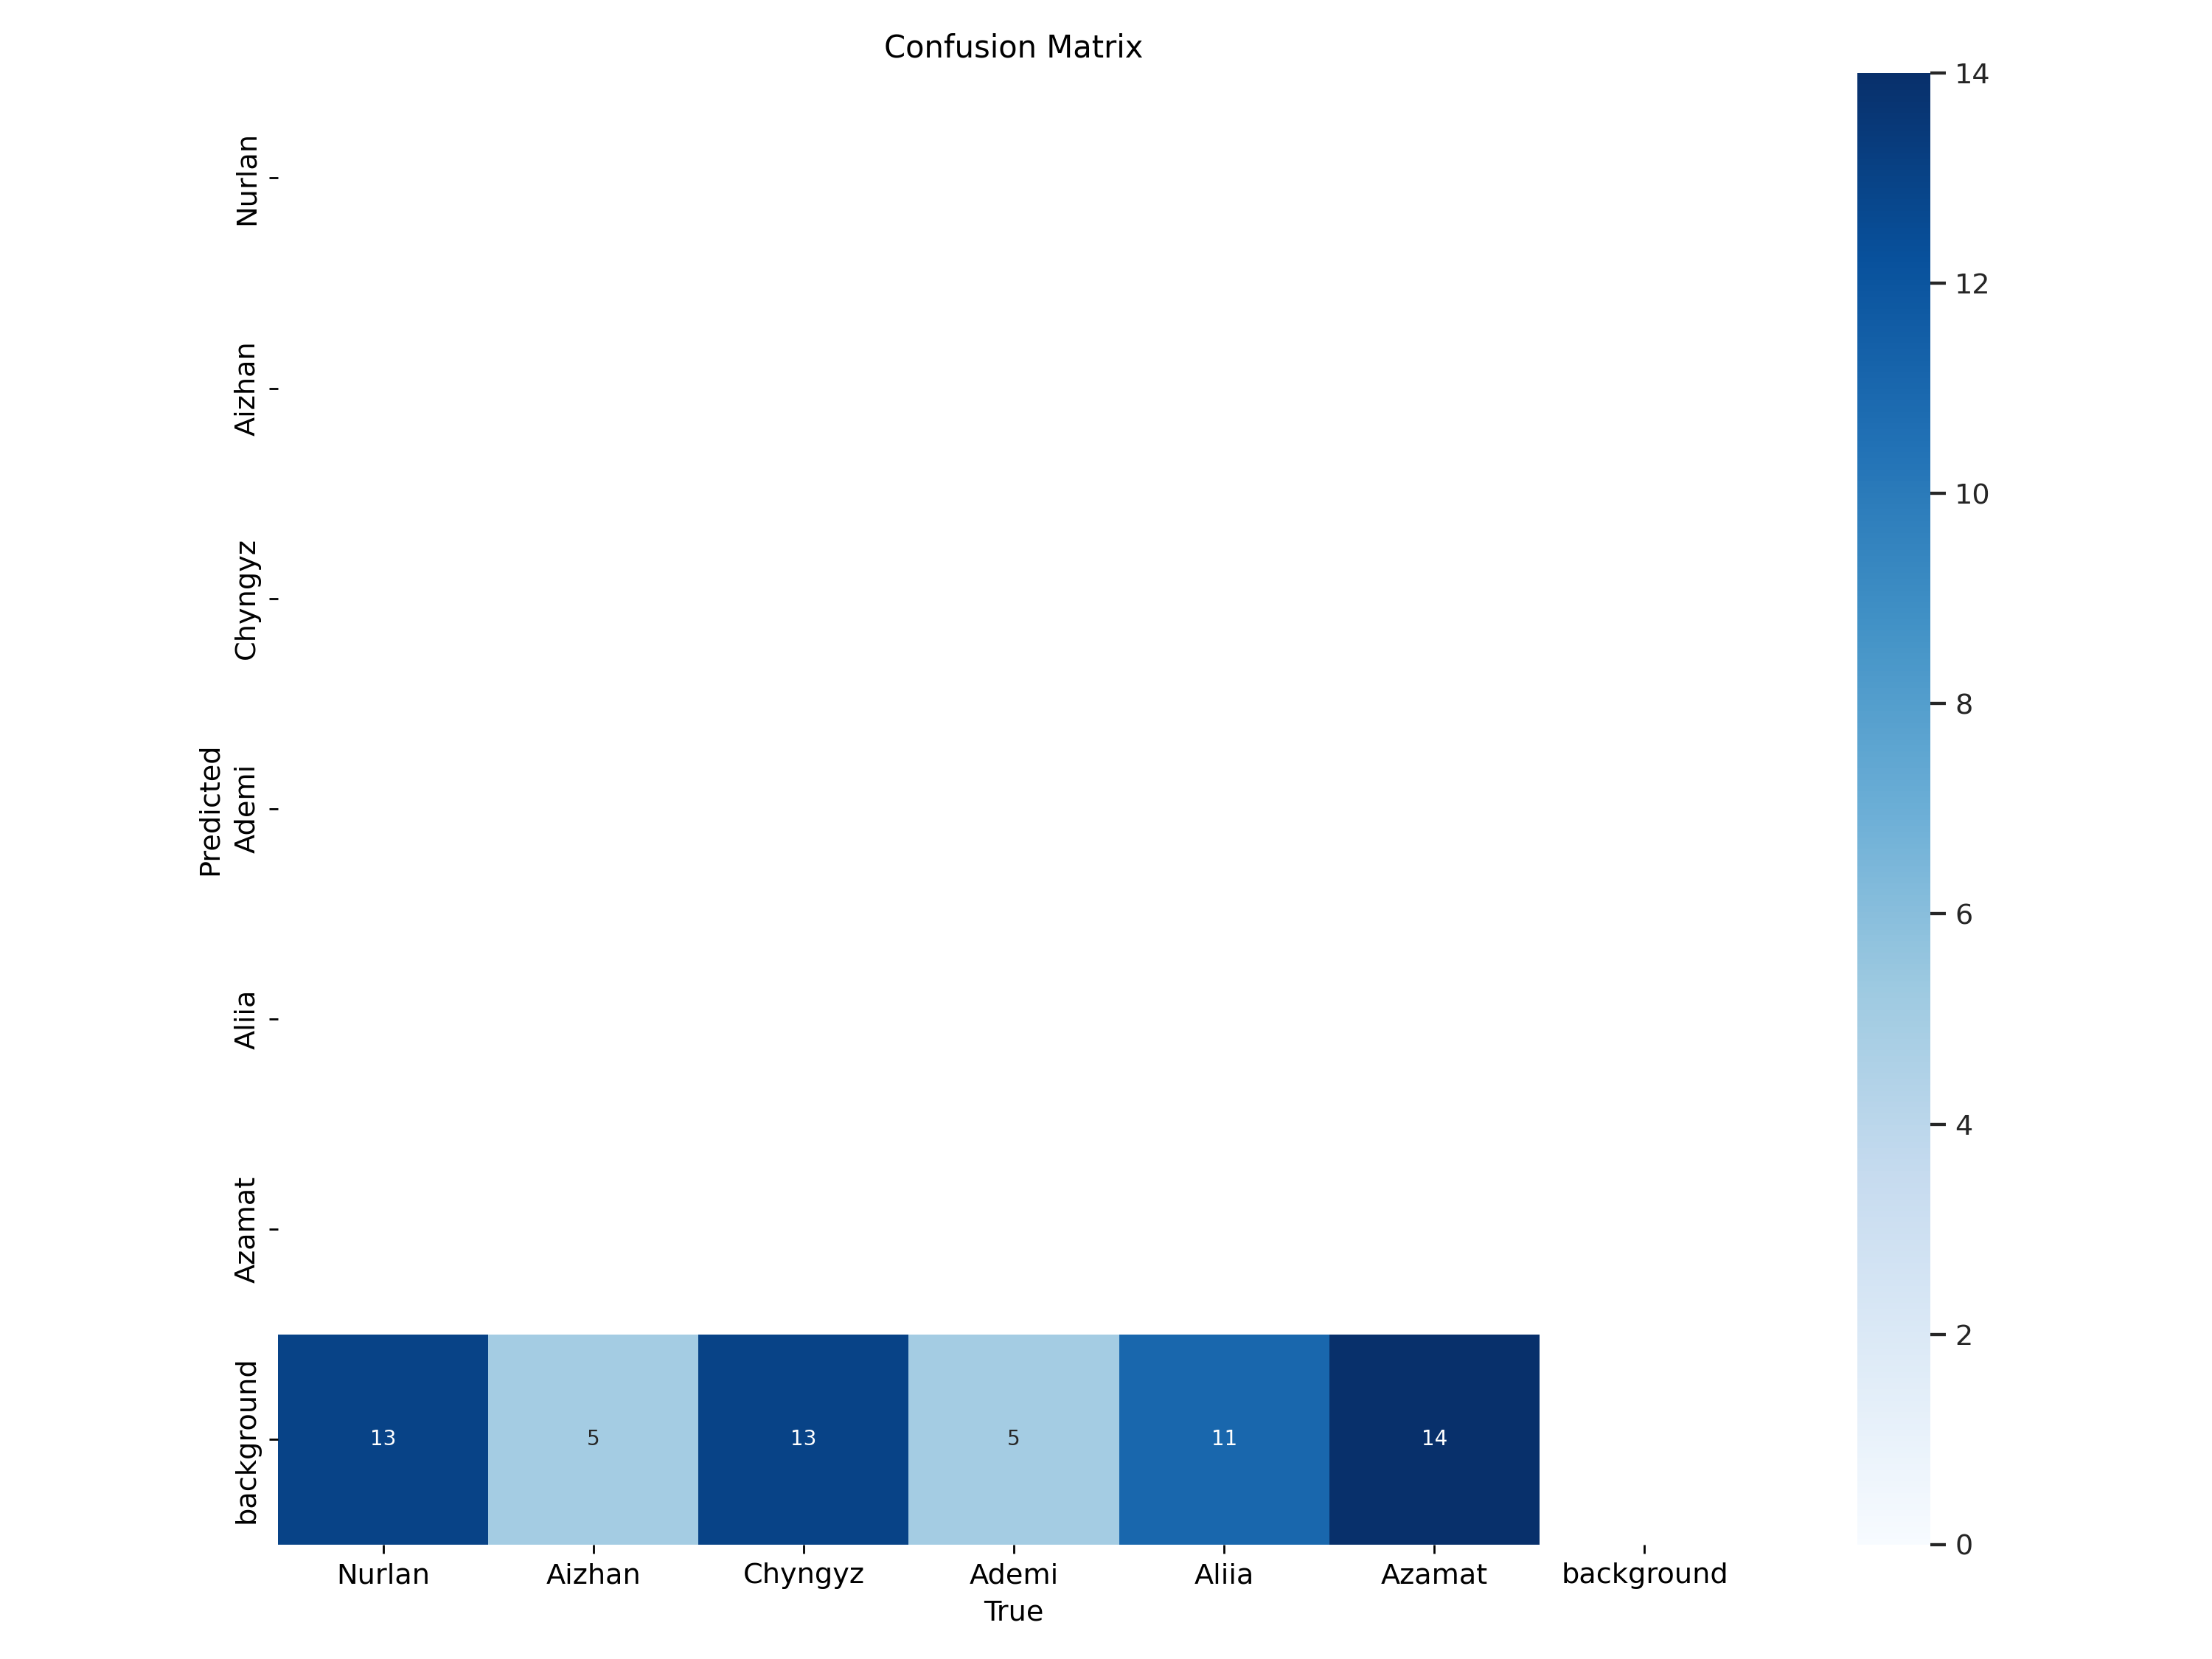 Confusion Matrix
Predicted
Nurlan
Aizhan
Chyngyz
Ademi
Aliia
Azamat
background
13 5 13 5 11 14
Nurlan Aizhan Chyngyz Ademi Aliia Azamat background
True
14
12
10
8
6
4
2
0